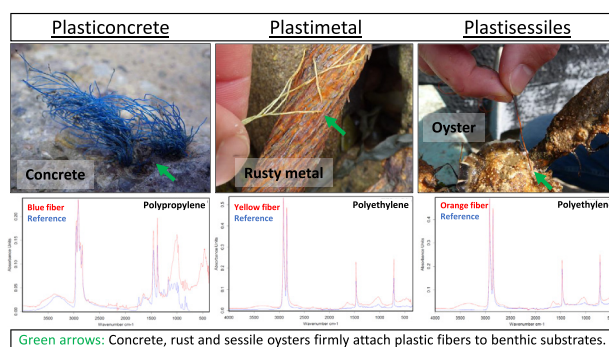 Plasticoncrete
Plastimetal
Plastisessiles
Concrete
Rusty metal
Oyster
Blue fiber
Reference
Polypropylene
Yellow fiber
Reference
Polyethylene
Orange fiber
Reference
Polyethylene
Green arrows: Concrete, rust and sessile oysters firmly attach plastic fibers to benthic substrates.